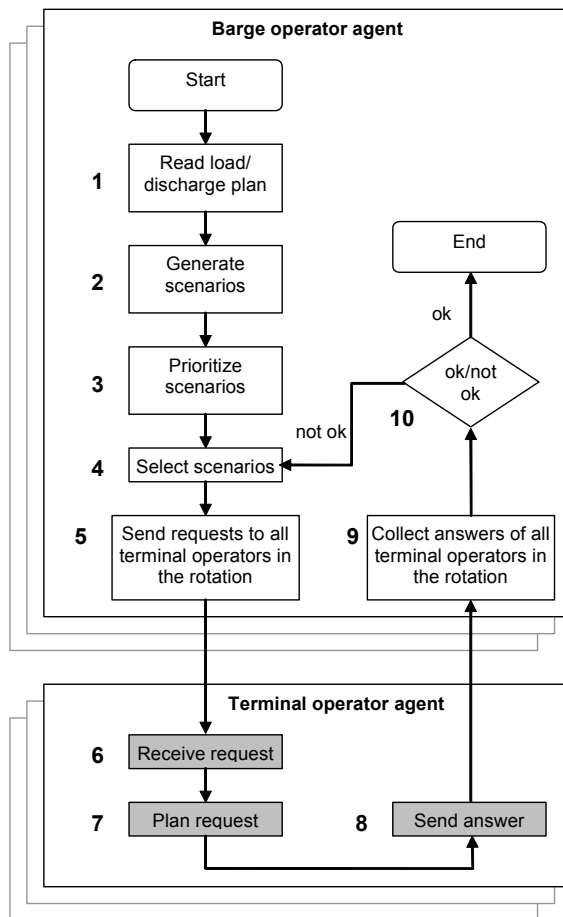 Barge operator agent
Start
1
Read load/
discharge plan
2
Generate
scenarios
3
Prioritize
scenarios
4
Select scenarios
5
Send requests to all
terminal operators in
the rotation
End
ok
ok/not
ok
10
not ok
9
Collect answers of all
terminal operators in
the rotation
Terminal operator agent
6
Receive request
7
Plan request
8
Send answer